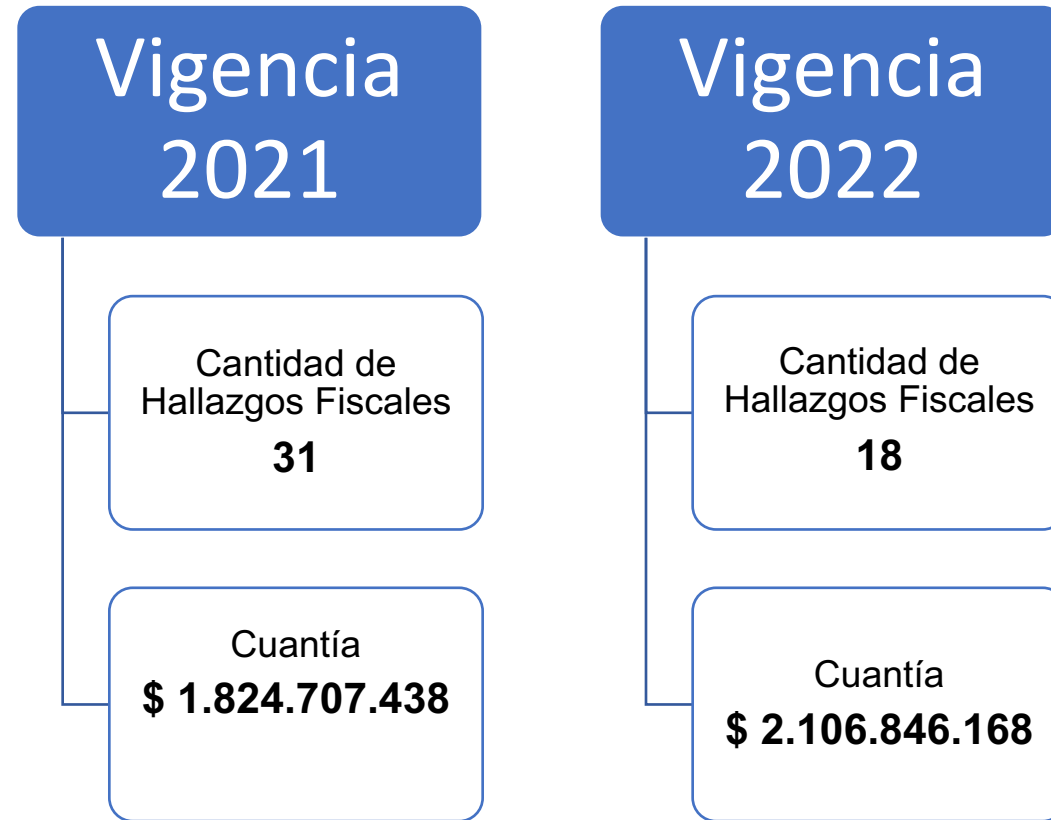 Vigencia
2021
Cantidad de
Hallazgos Fiscales
31
Cuantía
$ 1.824.707.438
Vigencia
2022
Cantidad de
Hallazgos Fiscales
18
Cuantía
$ 2.106.846.168